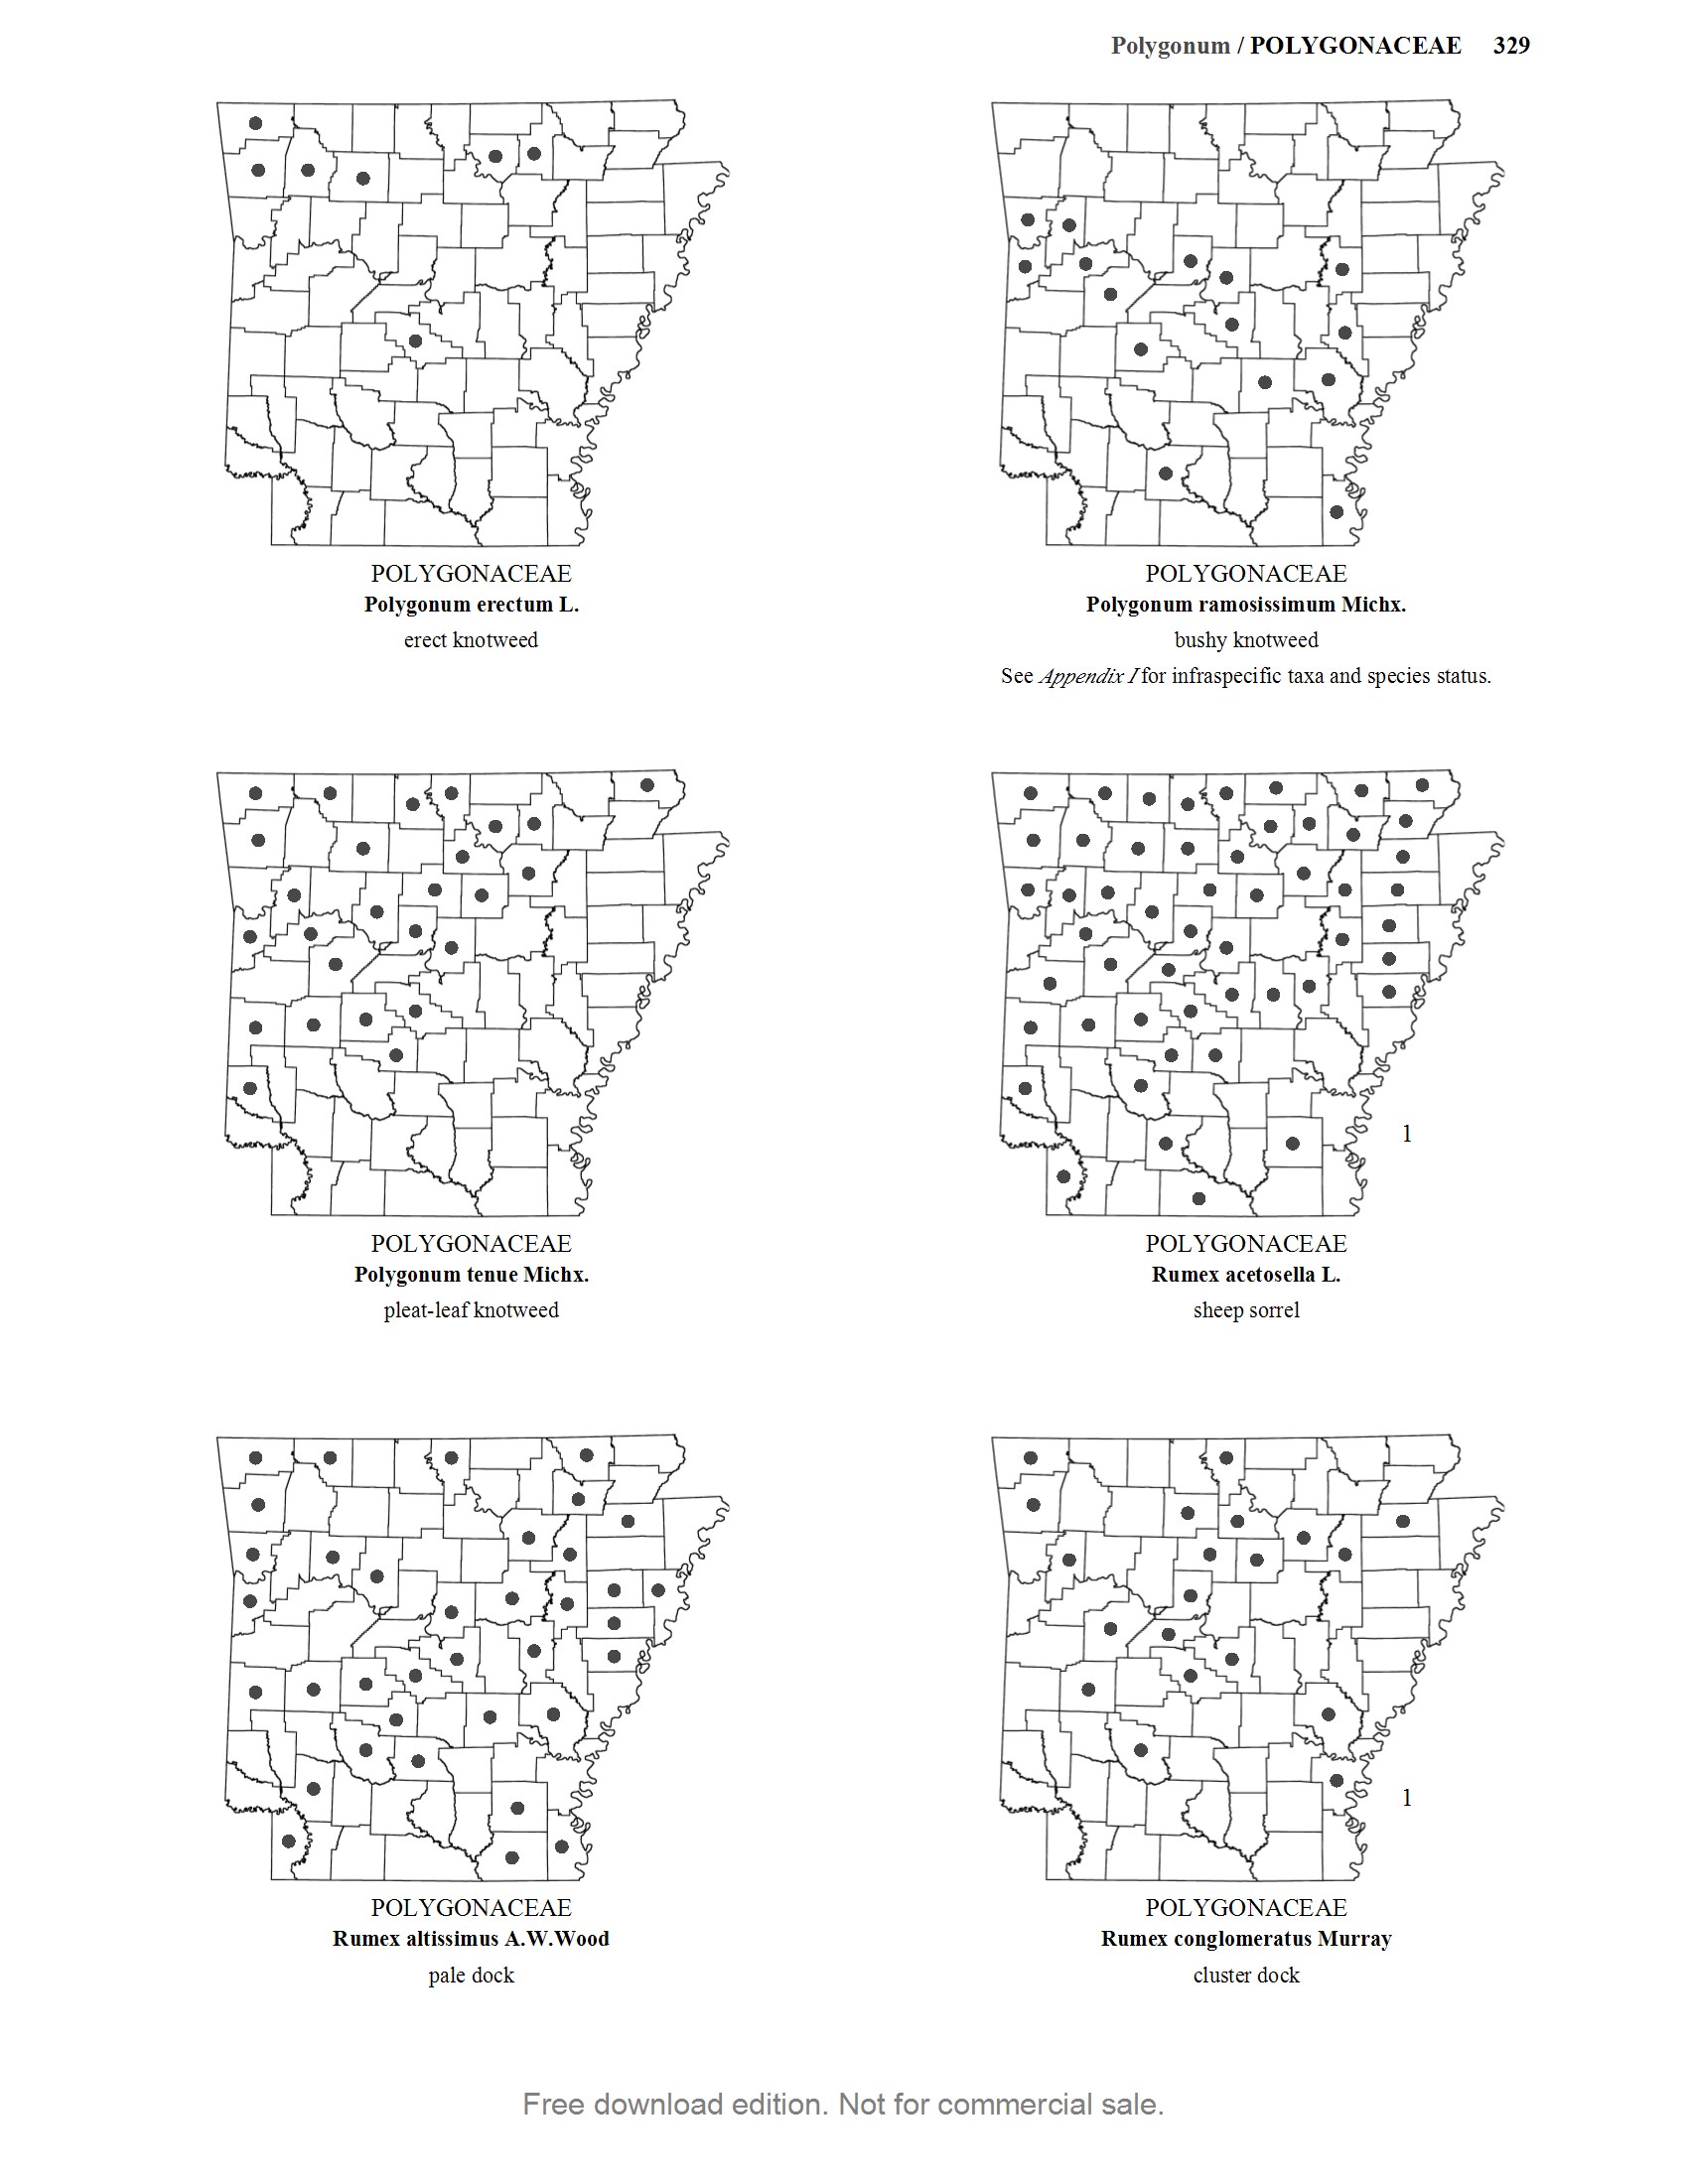 Polygonum / POLYGONACEAE 329
POLYGONACEAE
Polygonum erectum L.
erect knotweed
POLYGONACEAE
Polygonum ramosissimum Michx.
bushy knotweed
See Appendix I for infraspecific taxa and species status.
POLYGONACEAE
Polygonum tenue Michx.
pleat-leaf knotweed
1
POLYGONACEAE
Rumex acetosella L.
sheep sorrel
POLYGONACEAE
Rumex altissimus A.W.Wood
pale dock
1
POLYGONACEAE
Rumex conglomeratus Murray
cluster dock
Free download edition. Not for commercial sale.